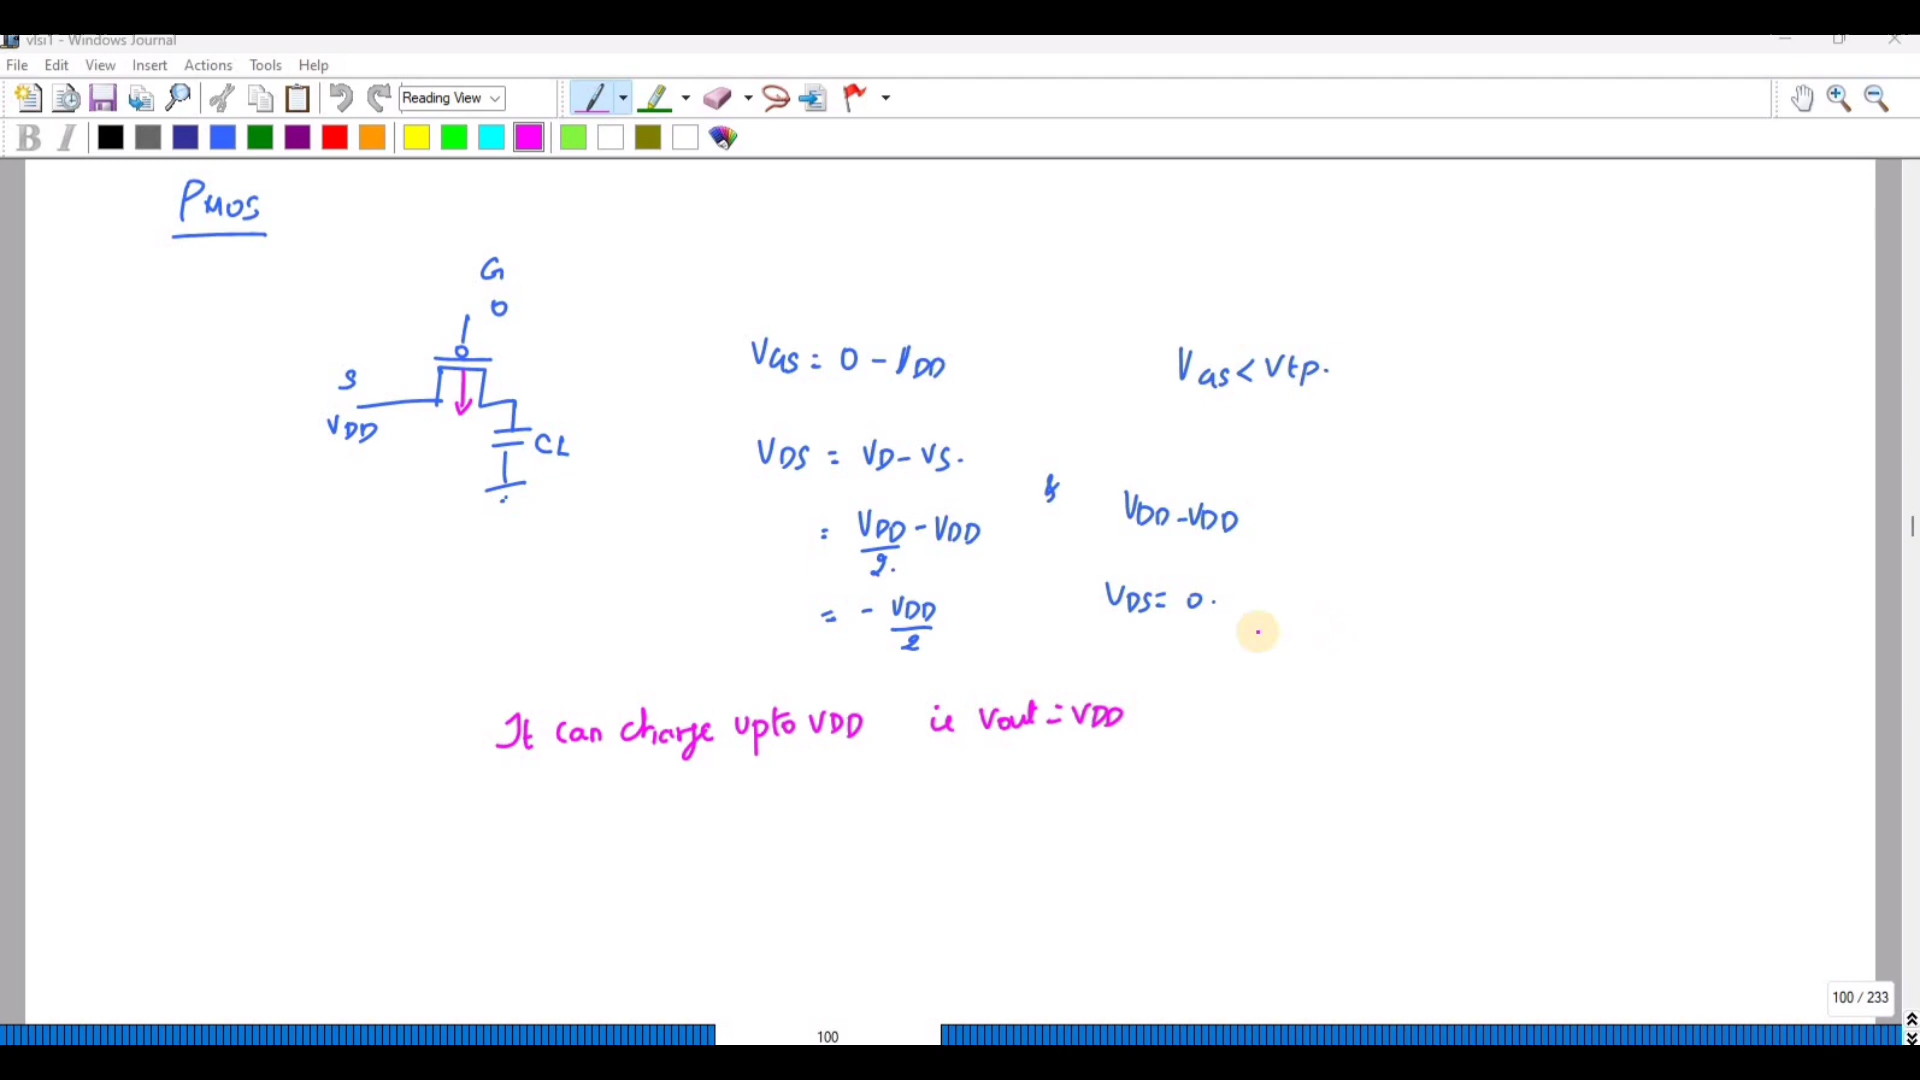 vlsi1 - Windows Journal
File Edit View Insert Actions Tools Help
Reading View
B I
PMOS
G
0
S
VDD
CL
VGS = 0 - VDD
VGS < Vtp.
VDS = VD - VS.
= VDD/2. - VDD
& VDD - VDD
= - VDD/2
VDS = 0.
It can charge upto VDD ie Vout = VDD
100 / 233
100